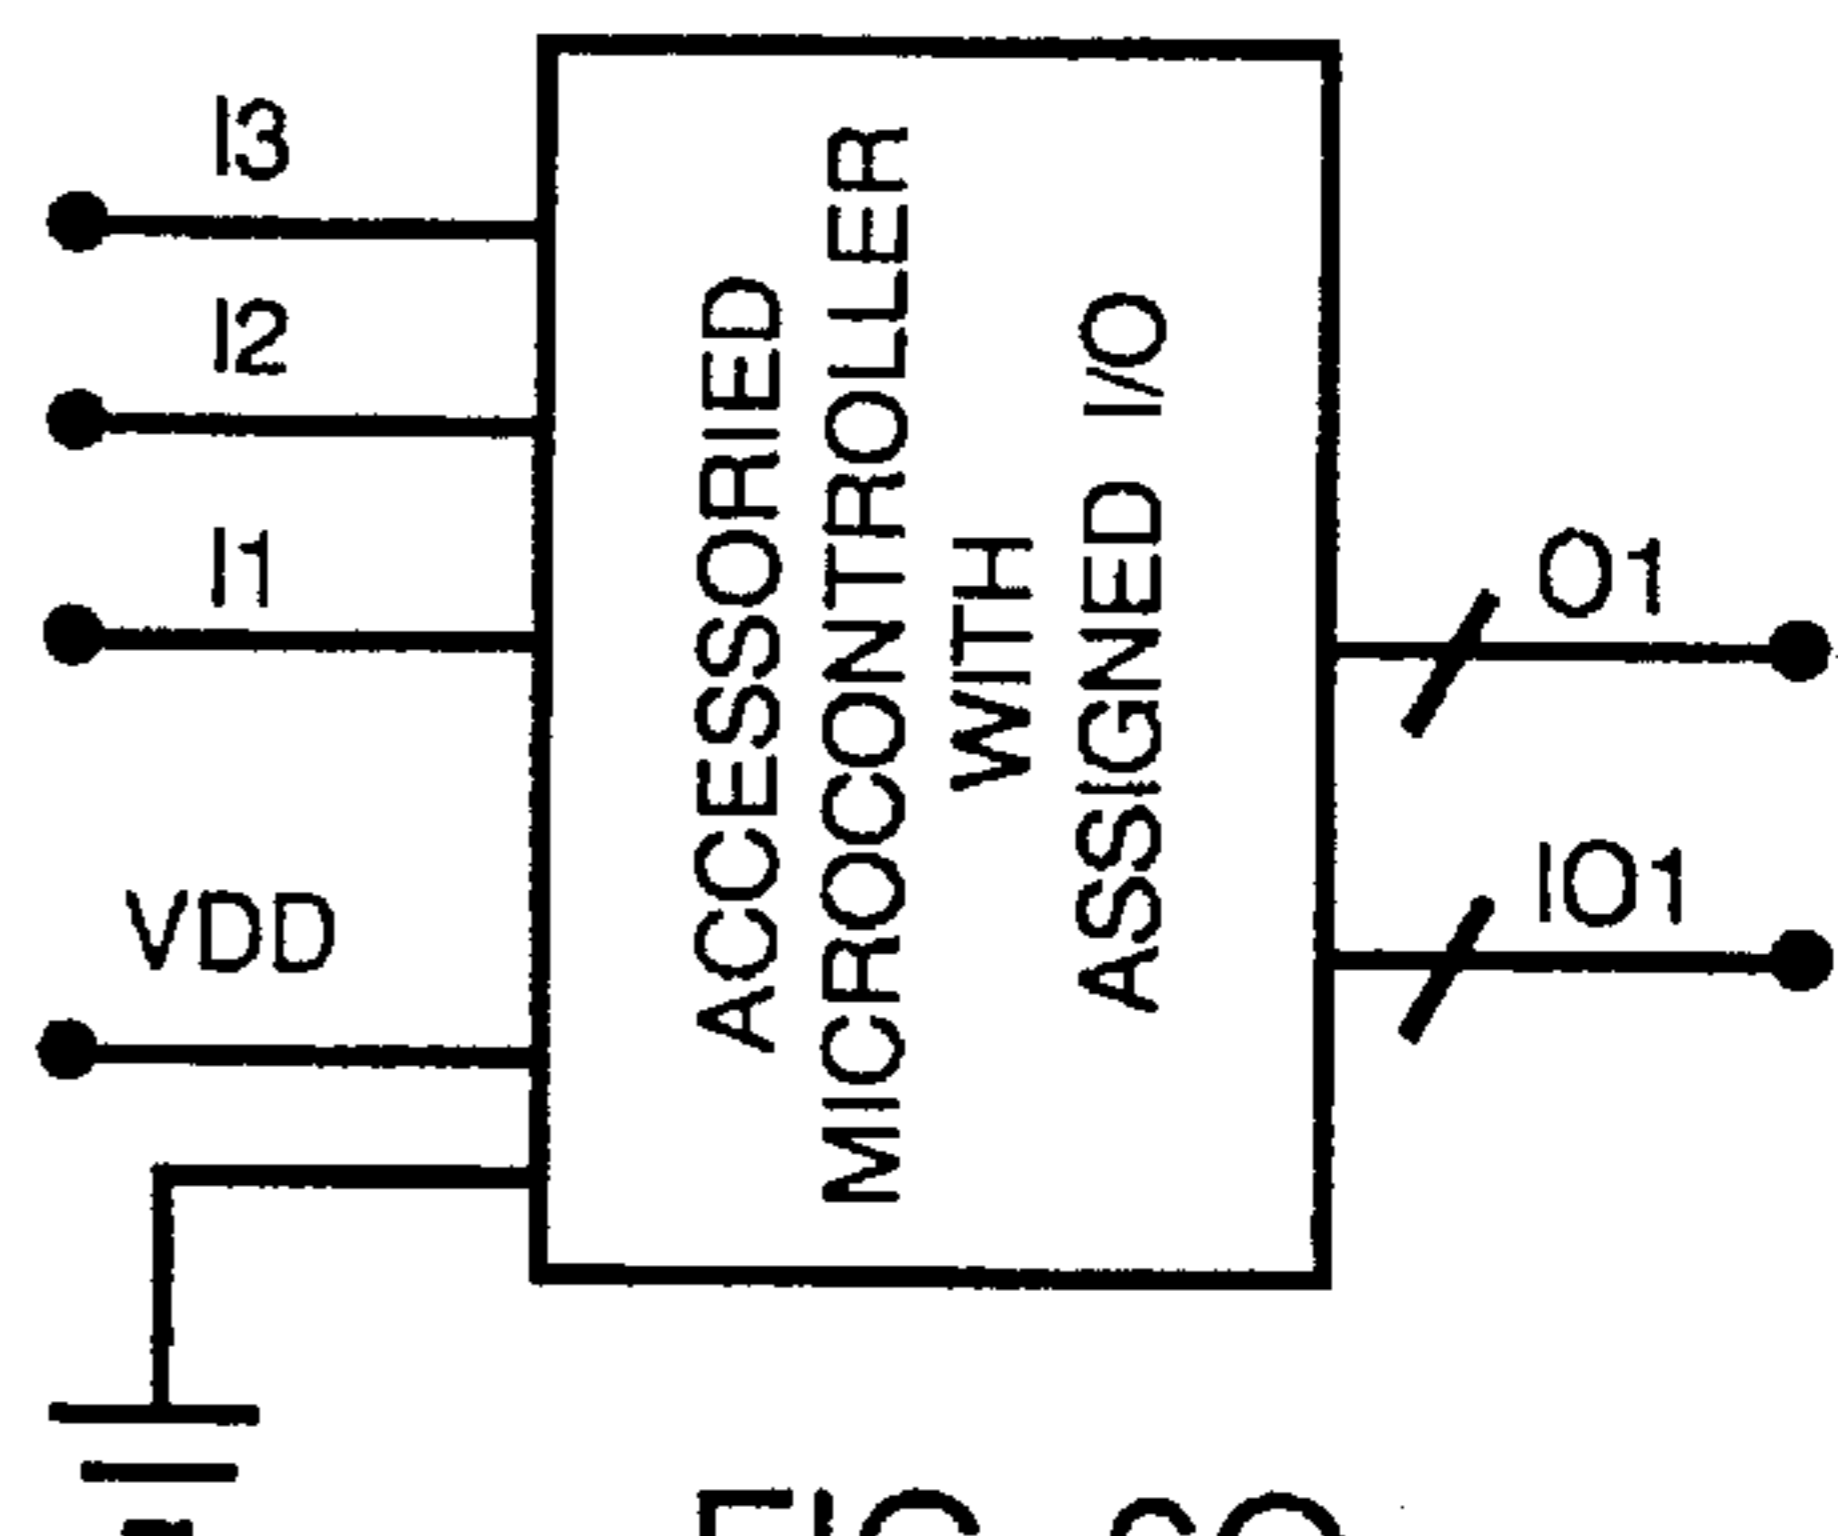 I3
I2
I1
VDD
ACCESSORIED
MICROCONTROLLER
WITH
ASSIGNED I/O
O1
IO1